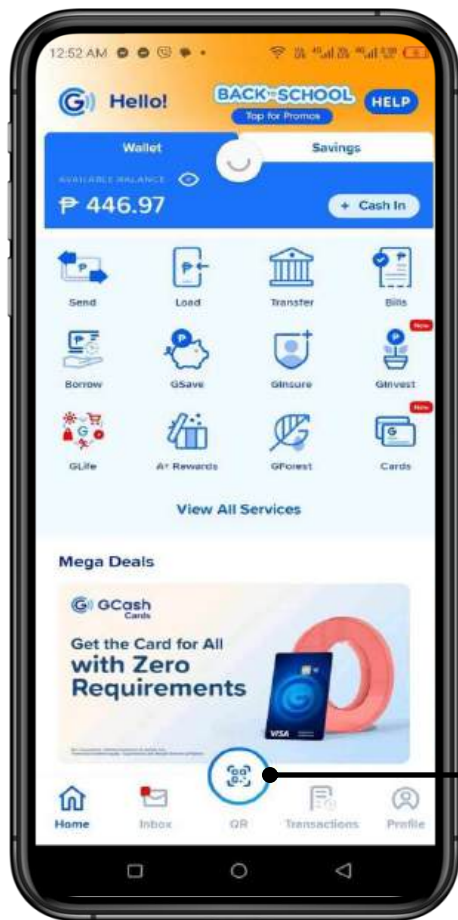 12:52 AM
Hello!
BACK TO SCHOOL
Tap for Promos
HELP
Wallet
Savings
AVAILABLE BALANCE
₱ 446.97
+ Cash In
Send
Load
Transfer
Bills
New
Borrow
GSave
GInsure
GInvest
New
GLife
A+ Rewards
GForest
Cards
View All Services
Mega Deals
GCash
Cards
Get the Card for All
with Zero
Requirements
VISA
Home
Inbox
QR
Transactions
Profile